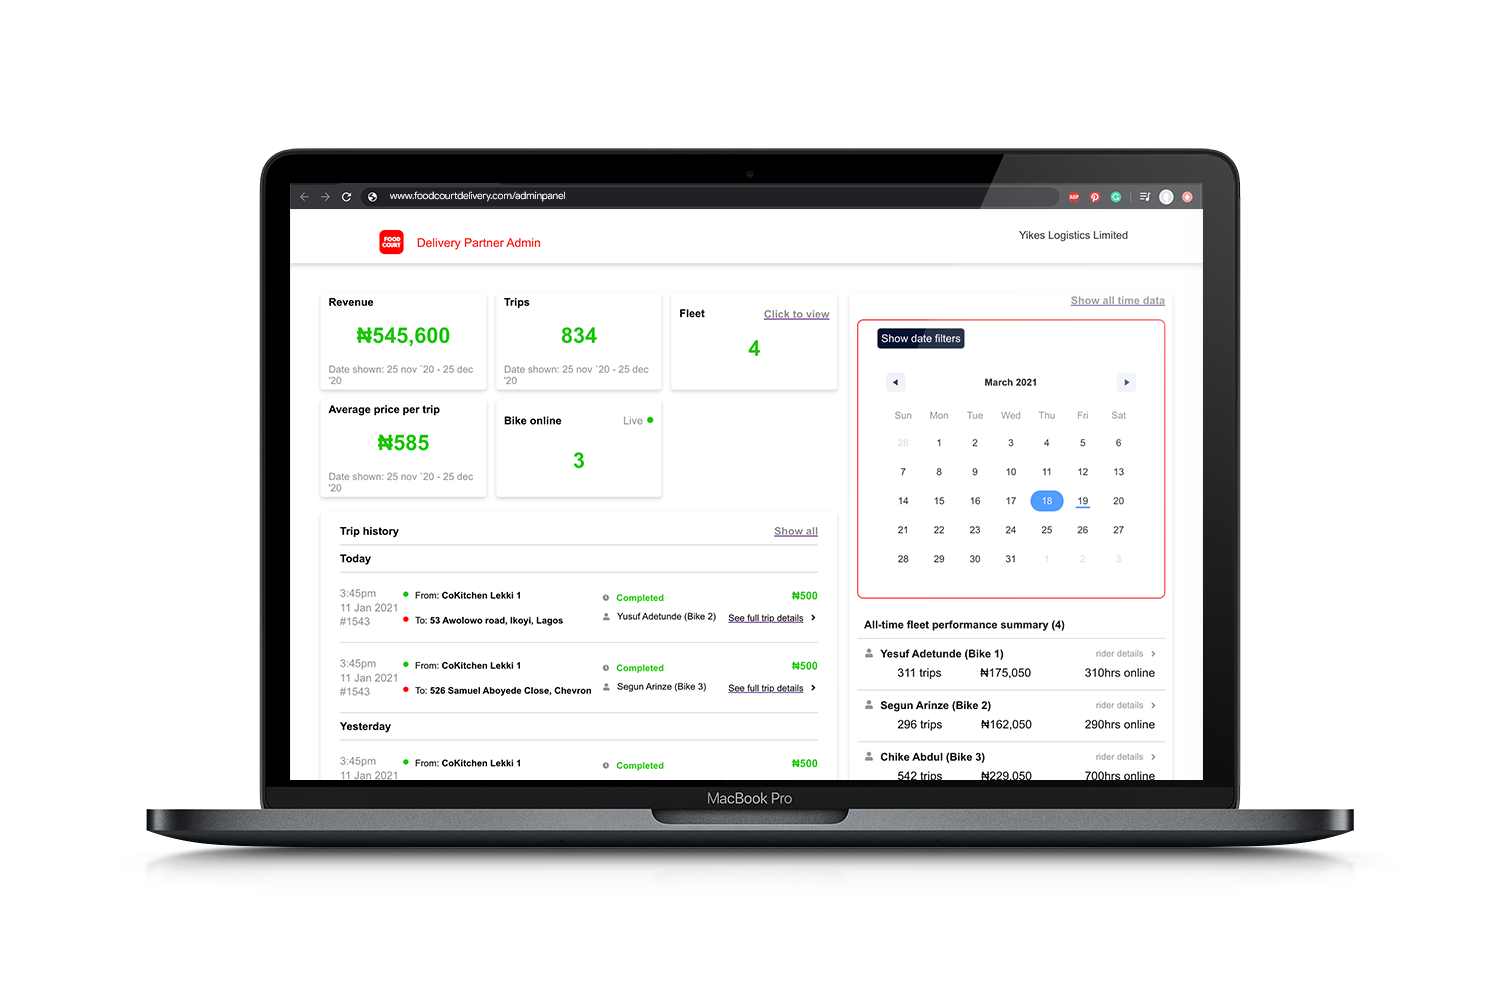 www.foodcourtdelivery.com/adminpanel
ABP
FOOD
COURT
Delivery Partner Admin
Yikes Logistics Limited
Revenue
₦545,600
Date shown: 25 nov `20 - 25 dec
'20
Trips
834
Date shown: 25 nov `20 - 25 dec
'20
Fleet
Click to view
4
Average price per trip
₦585
Date shown: 25 nov `20 - 25 dec
'20
Bike online
Live
3
Trip history
Show all
Today
3:45pm
11 Jan 2021
#1543
From: CoKitchen Lekki 1
To: 53 Awolowo road, Ikoyi, Lagos
Completed
Yusuf Adetunde (Bike 2)
₦500
See full trip details
3:45pm
11 Jan 2021
#1543
From: CoKitchen Lekki 1
To: 526 Samuel Aboyede Close, Chevron
Completed
Segun Arinze (Bike 3)
₦500
See full trip details
Yesterday
3:45pm
11 Jan 2021
From: CoKitchen Lekki 1
Completed
₦500
Show all time data
Show date filters
March 2021
Sun Mon Tue Wed Thu Fri Sat
28 1 2 3 4 5 6
7 8 9 10 11 12 13
14 15 16 17 18 19 20
21 22 23 24 25 26 27
28 29 30 31 1 2 3
All-time fleet performance summary (4)
Yesuf Adetunde (Bike 1)
rider details
311 trips ₦175,050 310hrs online
Segun Arinze (Bike 2)
rider details
296 trips ₦162,050 290hrs online
Chike Abdul (Bike 3)
rider details
542 trips ₦229,050 700hrs online
MacBook Pro